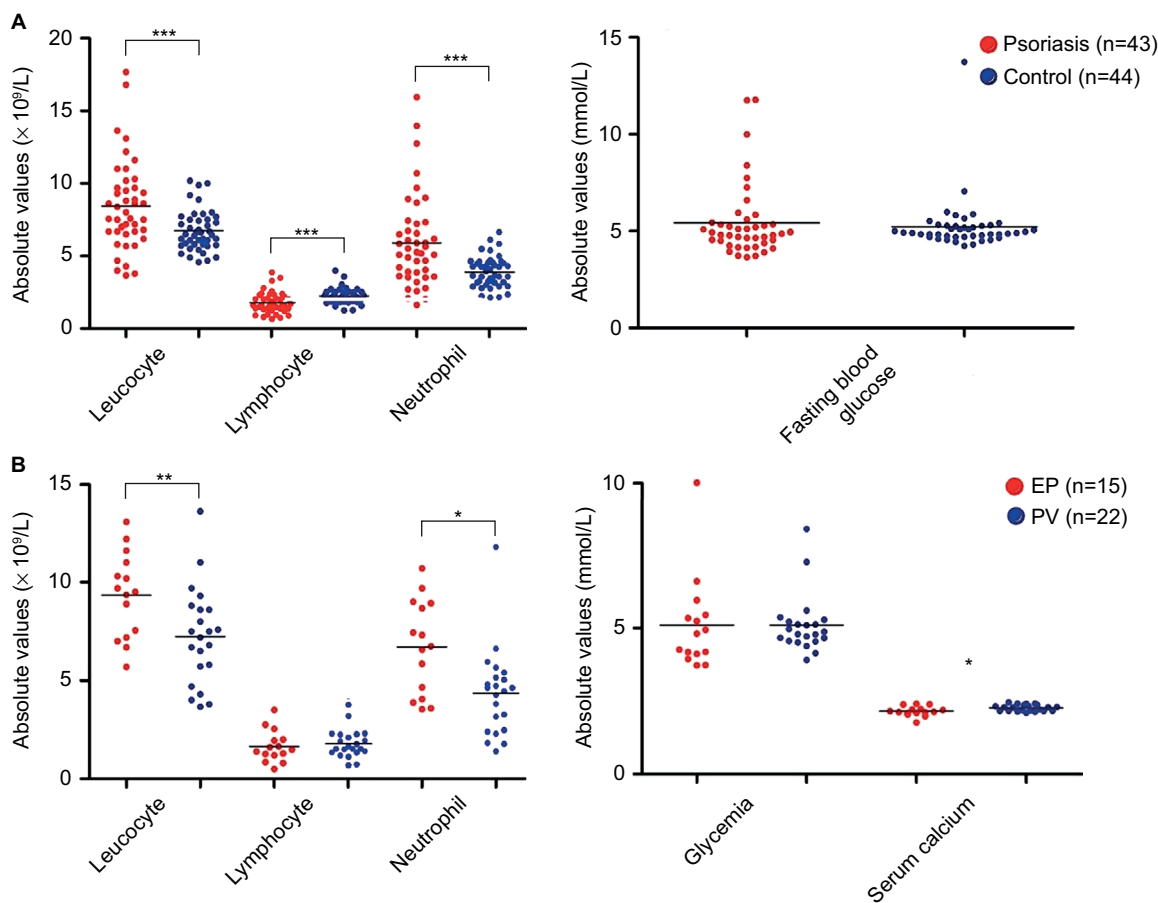 A
Absolute values (× 10⁹/L)
20
15
10
5
0
***
***
***
Leucocyte
Lymphocyte
Neutrophil
Absolute values (mmol/L)
15
10
5
0
Psoriasis (n=43)
Control (n=44)
Fasting blood
glucose
B
Absolute values (× 10⁹/L)
15
10
5
0
**
*
Leucocyte
Lymphocyte
Neutrophil
Absolute values (mmol/L)
10
5
0
EP (n=15)
PV (n=22)
*
Glycemia
Serum calcium